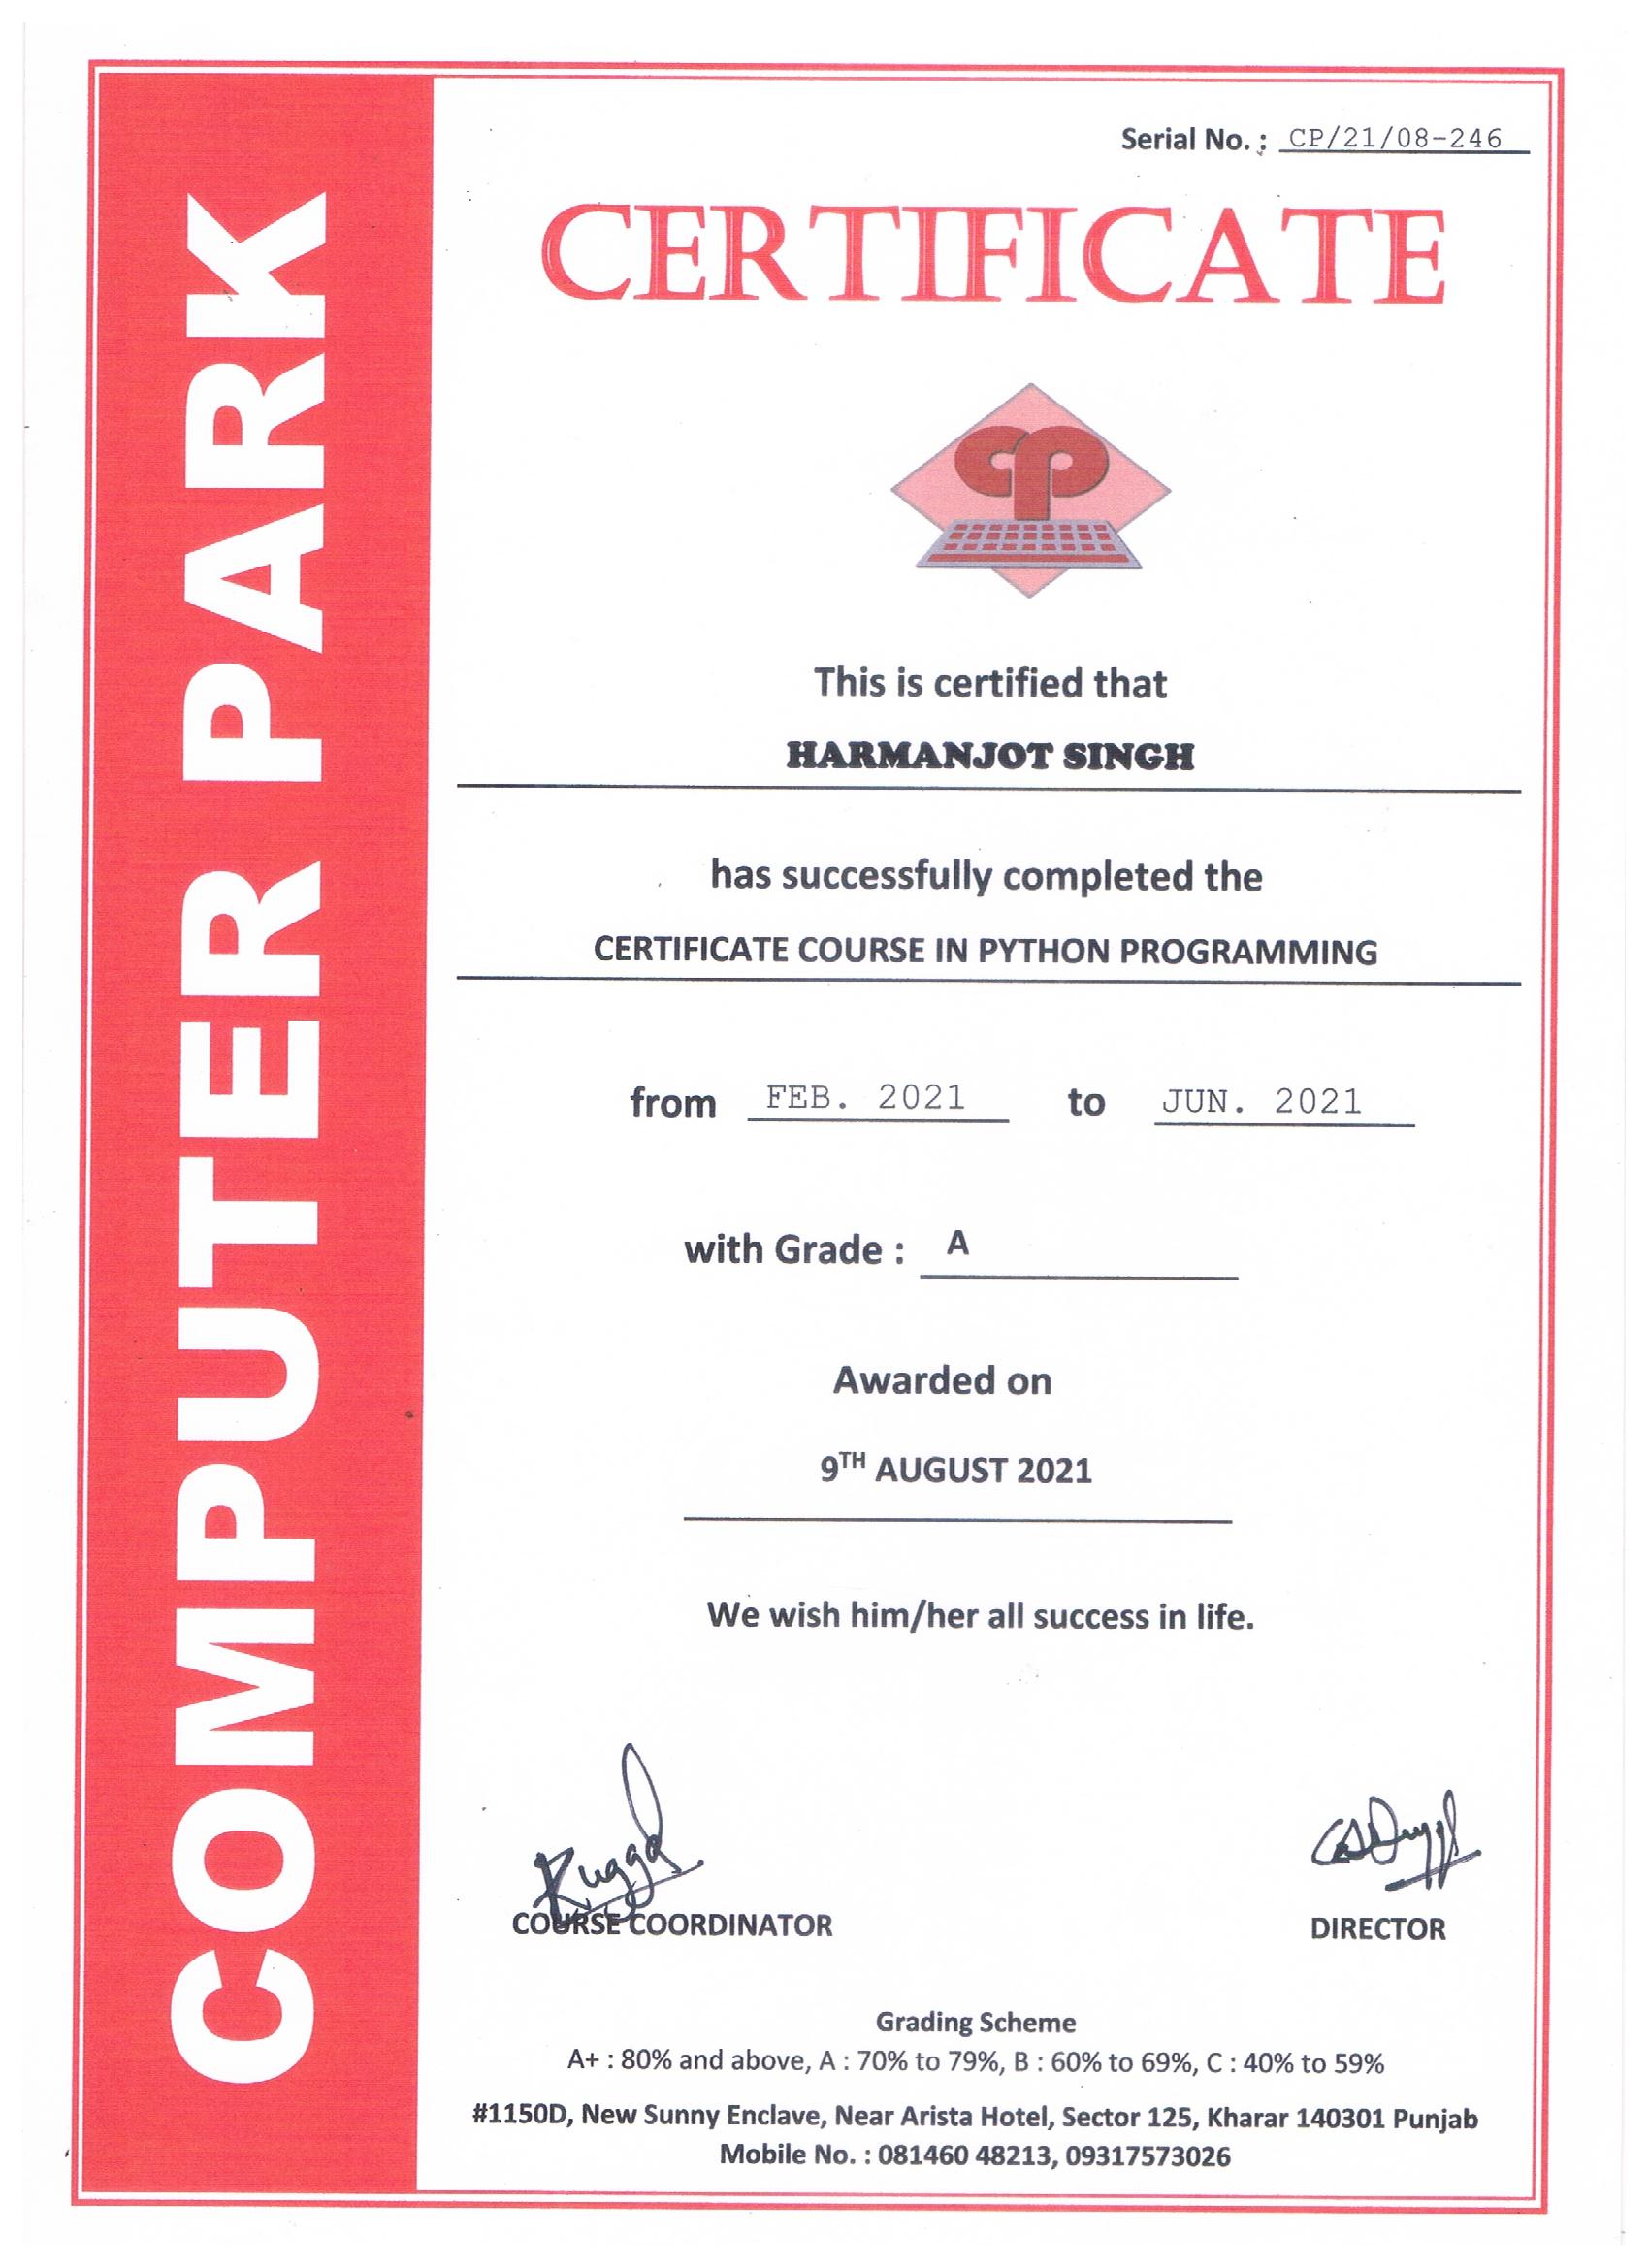 Serial No. : CP/21/08-246
CERTIFICATE
COMPUTER PARK
cp
This is certified that
HARMANJOT SINGH
has successfully completed the
CERTIFICATE COURSE IN PYTHON PROGRAMMING
from FEB. 2021 to JUN. 2021
with Grade : A
Awarded on
9TH AUGUST 2021
We wish him/her all success in life.
COURSE COORDINATOR DIRECTOR
Grading Scheme
A+ : 80% and above, A : 70% to 79%, B : 60% to 69%, C : 40% to 59%
#1150D, New Sunny Enclave, Near Arista Hotel, Sector 125, Kharar 140301 Punjab
Mobile No. : 081460 48213, 09317573026